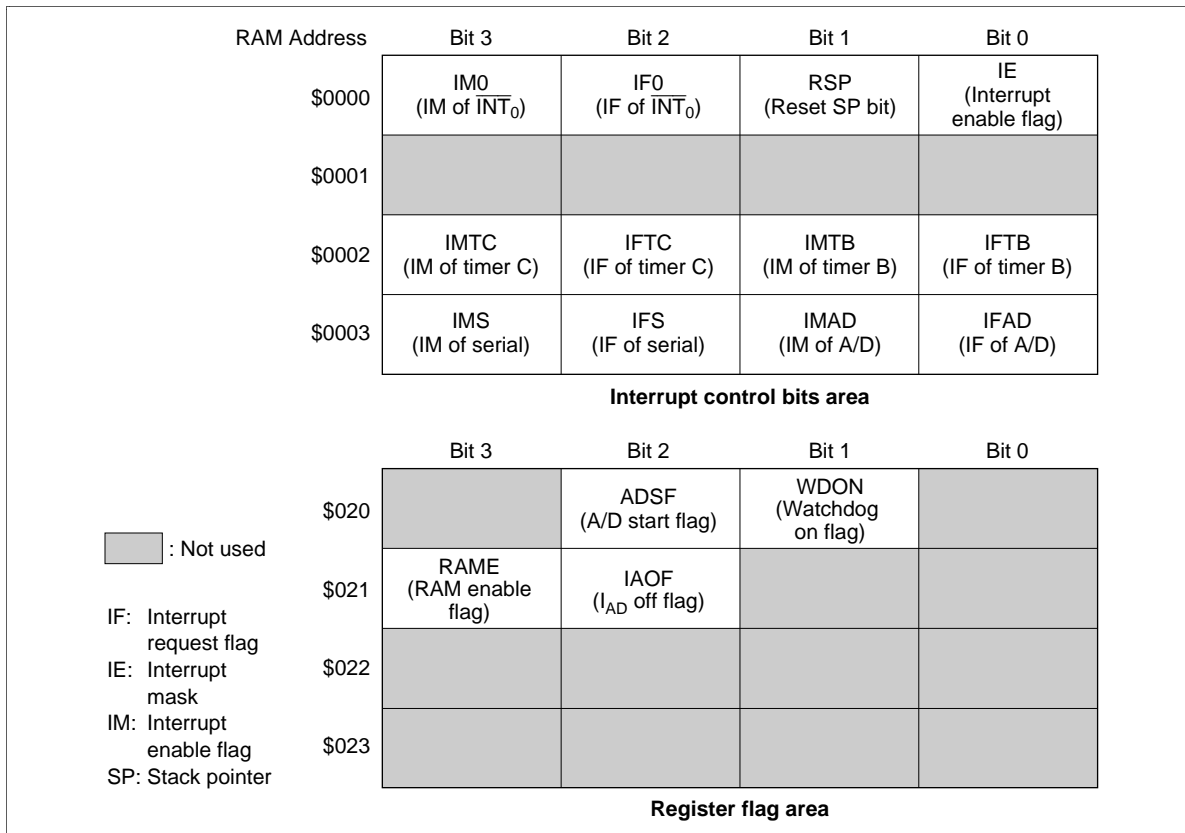 RAM Address Bit 3 Bit 2 Bit 1 Bit 0
$0000
IM0
(IM of INT0)
IF0
(IF of INT0)
RSP
(Reset SP bit)
IE
(Interrupt
enable flag)
$0001
$0002
IMTC
(IM of timer C)
IFTC
(IF of timer C)
IMTB
(IM of timer B)
IFTB
(IF of timer B)
$0003
IMS
(IM of serial)
IFS
(IF of serial)
IMAD
(IM of A/D)
IFAD
(IF of A/D)
Interrupt control bits area
Bit 3 Bit 2 Bit 1 Bit 0
$020
ADSF
(A/D start flag)
WDON
(Watchdog
on flag)
$021
RAME
(RAM enable
flag)
IAOF
(IAD off flag)
$022
$023
Register flag area
: Not used
IF: Interrupt
request flag
IE: Interrupt
mask
IM: Interrupt
enable flag
SP: Stack pointer